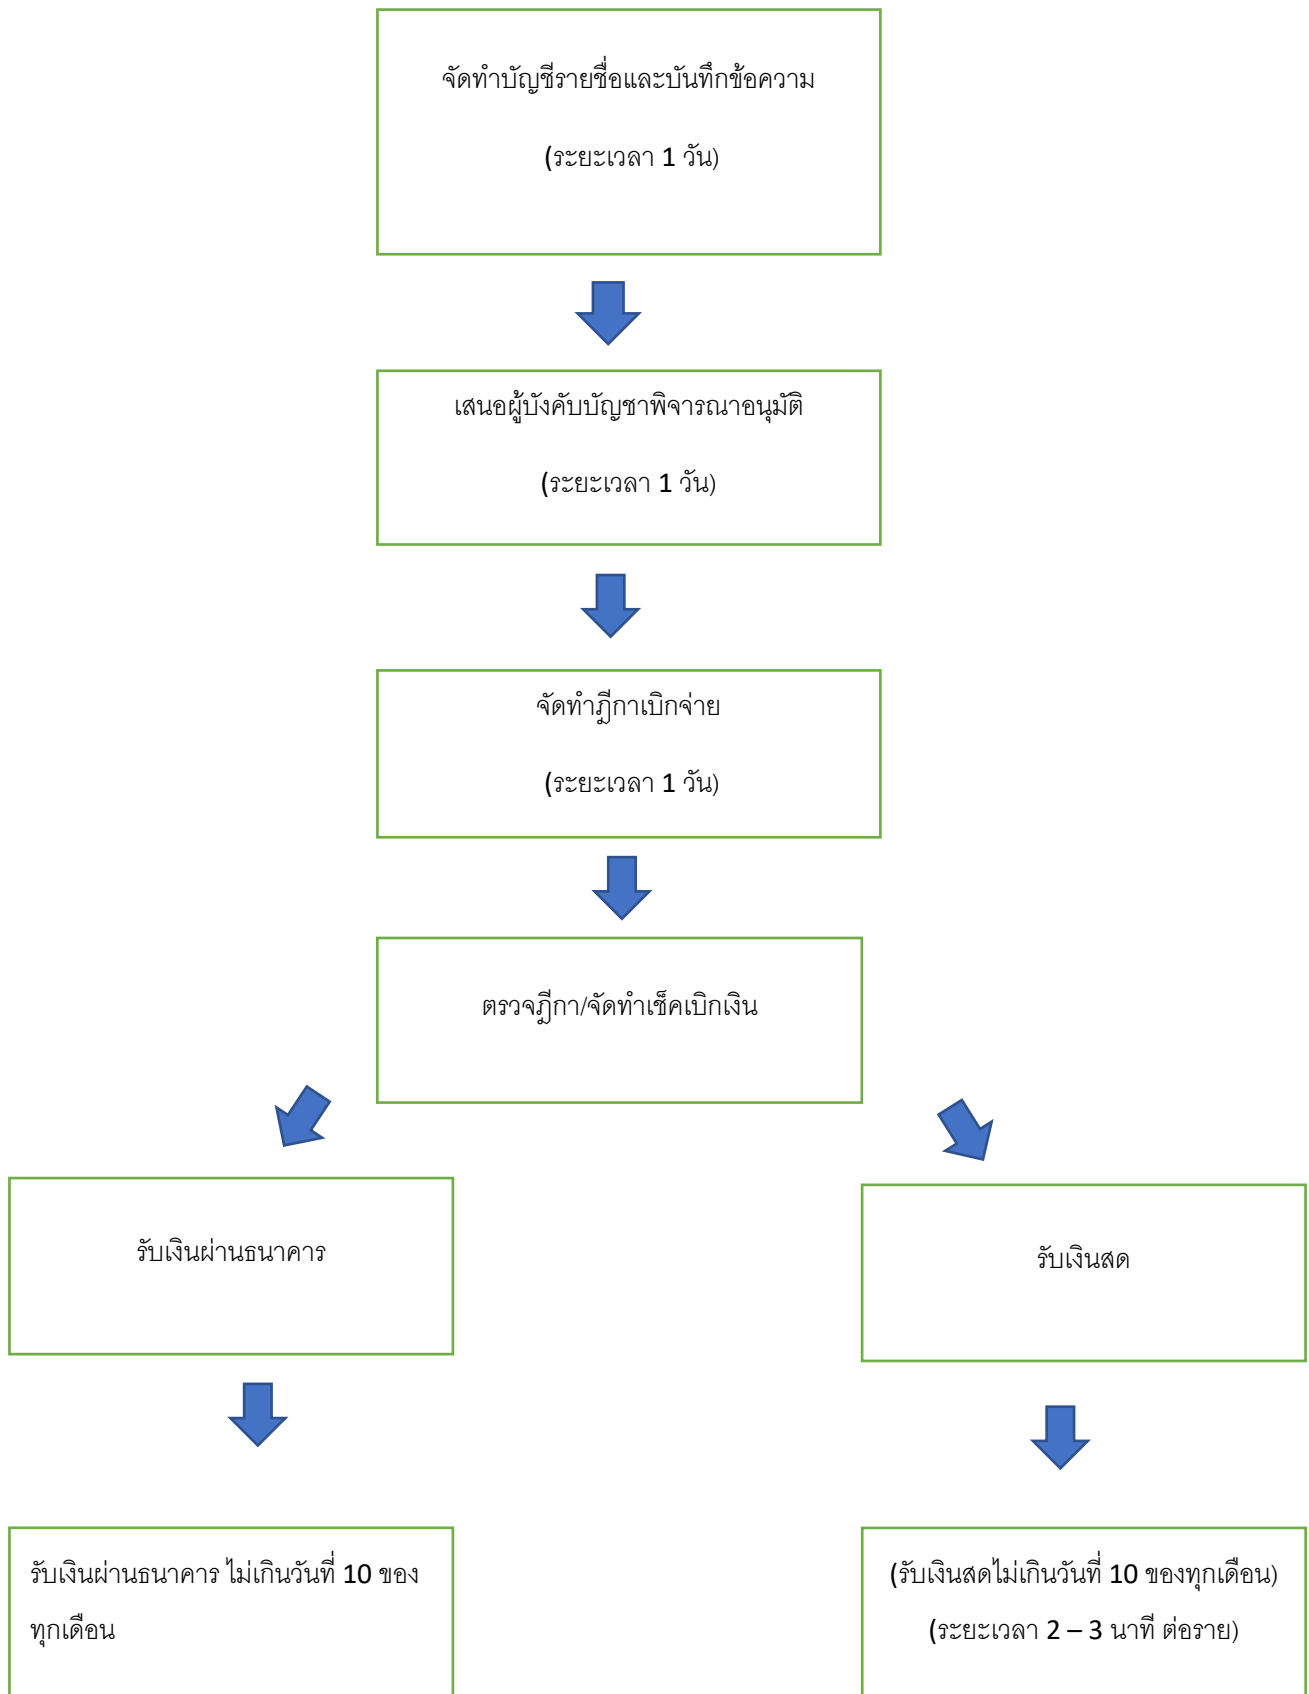 จัดทำบัญชีรายชื่อและบันทึกข้อความ
(ระยะเวลา 1 วัน)
เสนอผู้บังคับบัญชาพิจารณาอนุมัติ
(ระยะเวลา 1 วัน)
จัดทำฎีกาเบิกจ่าย
(ระยะเวลา 1 วัน)
ตรวจฎีกา/จัดทำเช็คเบิกเงิน
รับเงินผ่านธนาคาร
รับเงินสด
รับเงินผ่านธนาคาร ไม่เกินวันที่ 10 ของ
ทุกเดือน
(รับเงินสดไม่เกินวันที่ 10 ของทุกเดือน)
(ระยะเวลา 2 – 3 นาที ต่อราย)